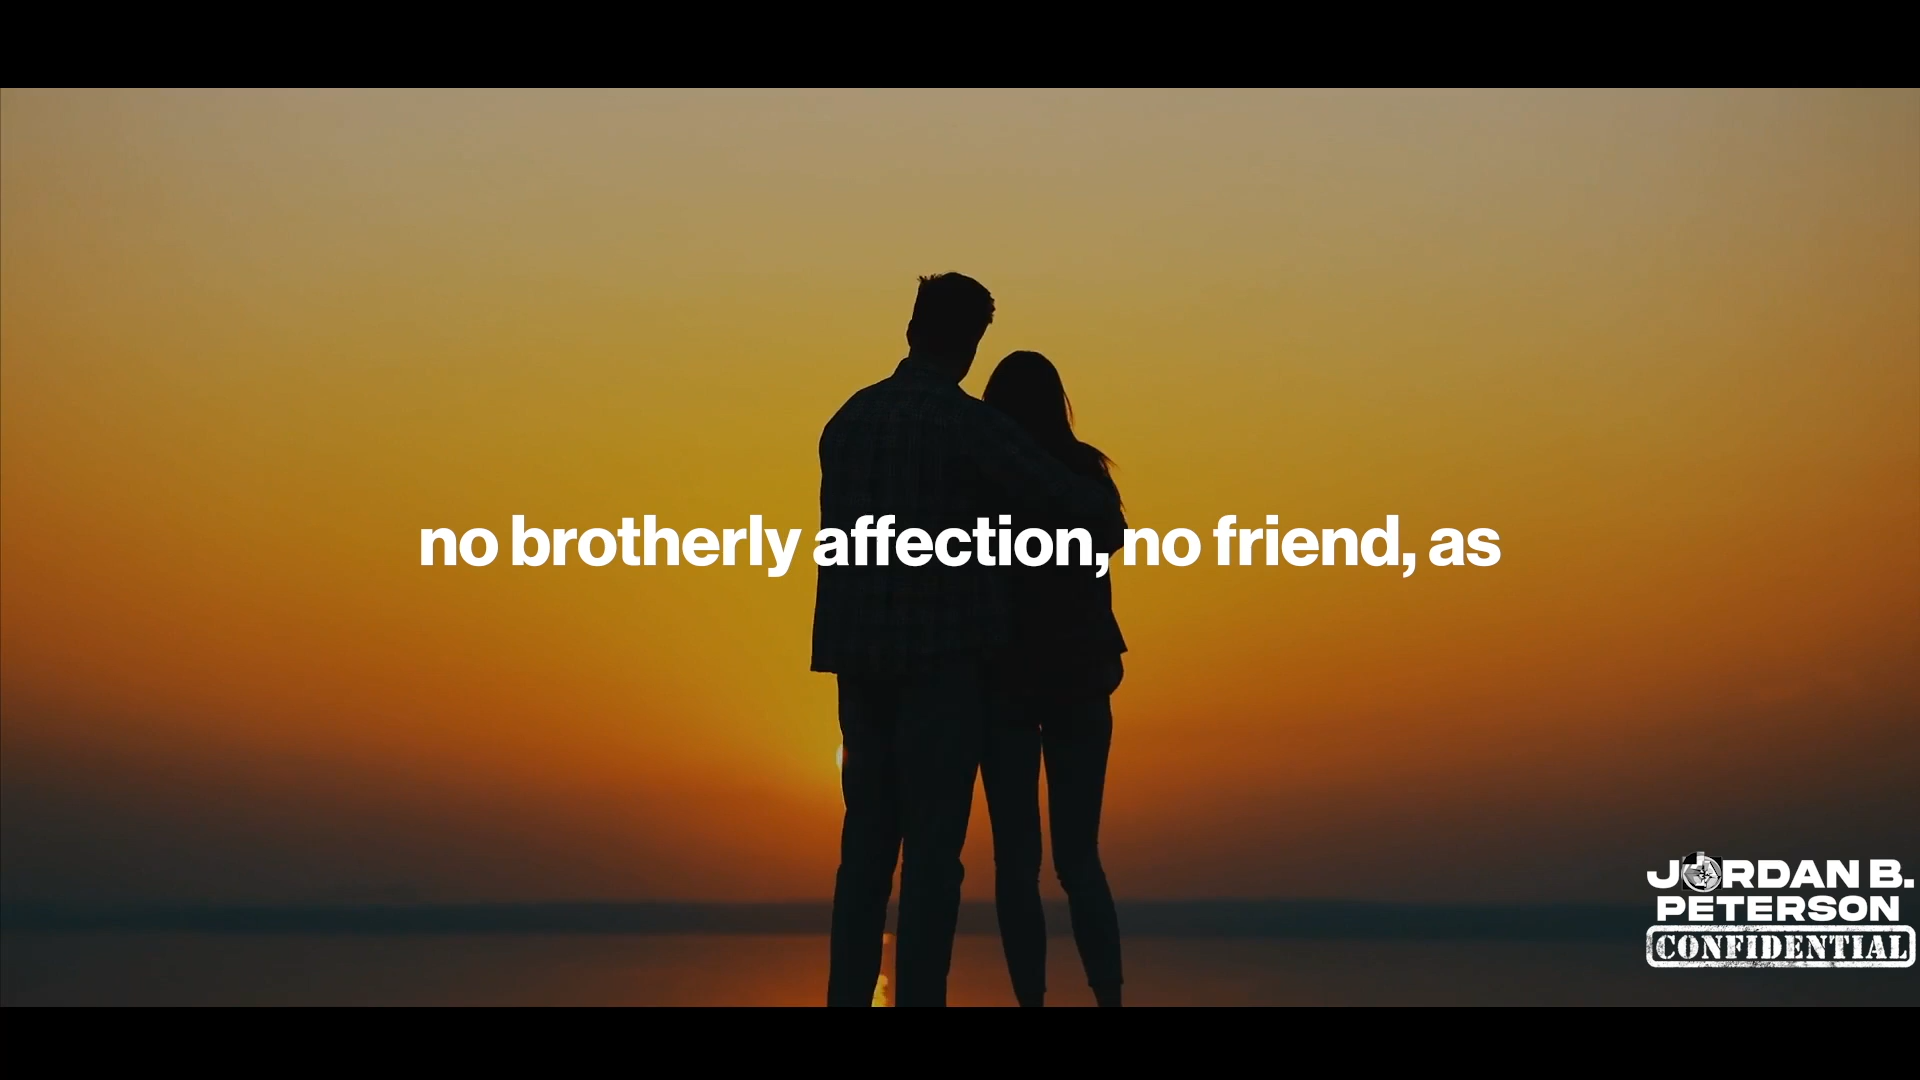 no brotherly affection, no friend, as
JORDAN B.
PETERSON
CONFIDENTIAL